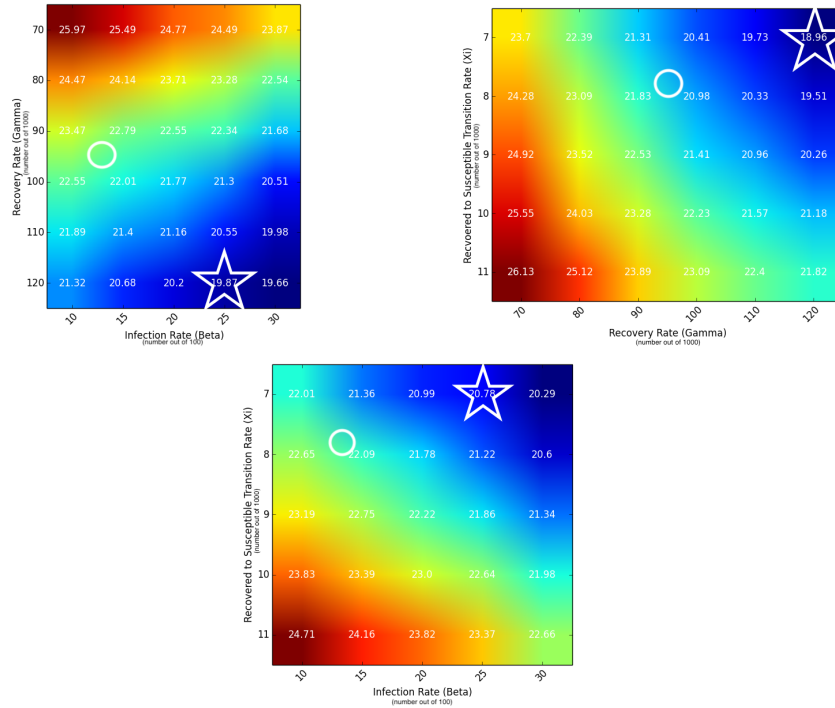 70 25.97 25.49 24.77 24.49 23.87
80 24.47 24.14 23.71 23.28 22.54
90 23.47 22.79 22.55 22.34 21.68
100 22.55 22.01 21.77 21.3 20.51
110 21.89 21.4 21.16 20.55 19.98
120 21.32 20.68 20.2 19.87 19.66
10 15 20 25 30
Recovery Rate (Gamma)
(number out of 1000)
Infection Rate (Beta)
(number out of 100)
7 23.7 22.39 21.31 20.41 19.73 18.96
8 24.28 23.09 21.83 20.98 20.33 19.51
9 24.92 23.52 22.53 21.41 20.96 20.26
10 25.55 24.03 23.28 22.23 21.57 21.18
11 26.13 25.12 23.89 23.09 22.4 21.82
70 80 90 100 110 120
Recvoered to Susceptible Transition Rate (Xi)
(number out of 1000)
Recovery Rate (Gamma)
(number out of 1000)
7 22.01 21.36 20.99 20.78 20.29
8 22.65 22.09 21.78 21.22 20.6
9 23.19 22.75 22.22 21.86 21.34
10 23.83 23.39 23.0 22.64 21.98
11 24.71 24.16 23.82 23.37 22.66
10 15 20 25 30
Recovered to Susceptible Transition Rate (Xi)
(number out of 1000)
Infection Rate (Beta)
(number out of 100)